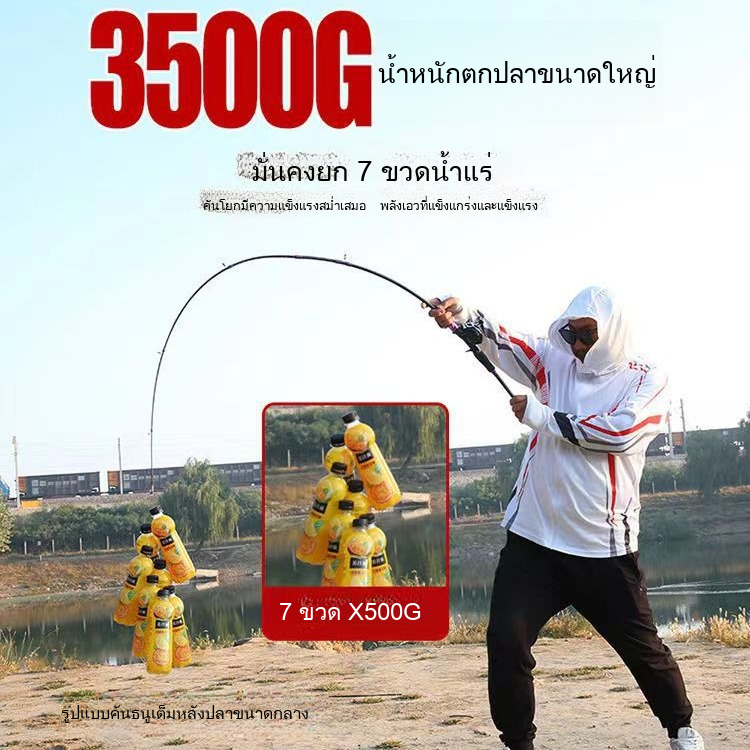 3500G น้ำหนักตกปลาขนาดใหญ่
มั่นคงยก 7 ขวดน้ำแร่
คันโยกมีความแข็งแรงสม่ำเสมอ พลังเอวที่แข็งแกร่งและแข็งแรง
7 ขวด X500G
รูปแบบคันธนูเต็มหลังปลาขนาดกลาง